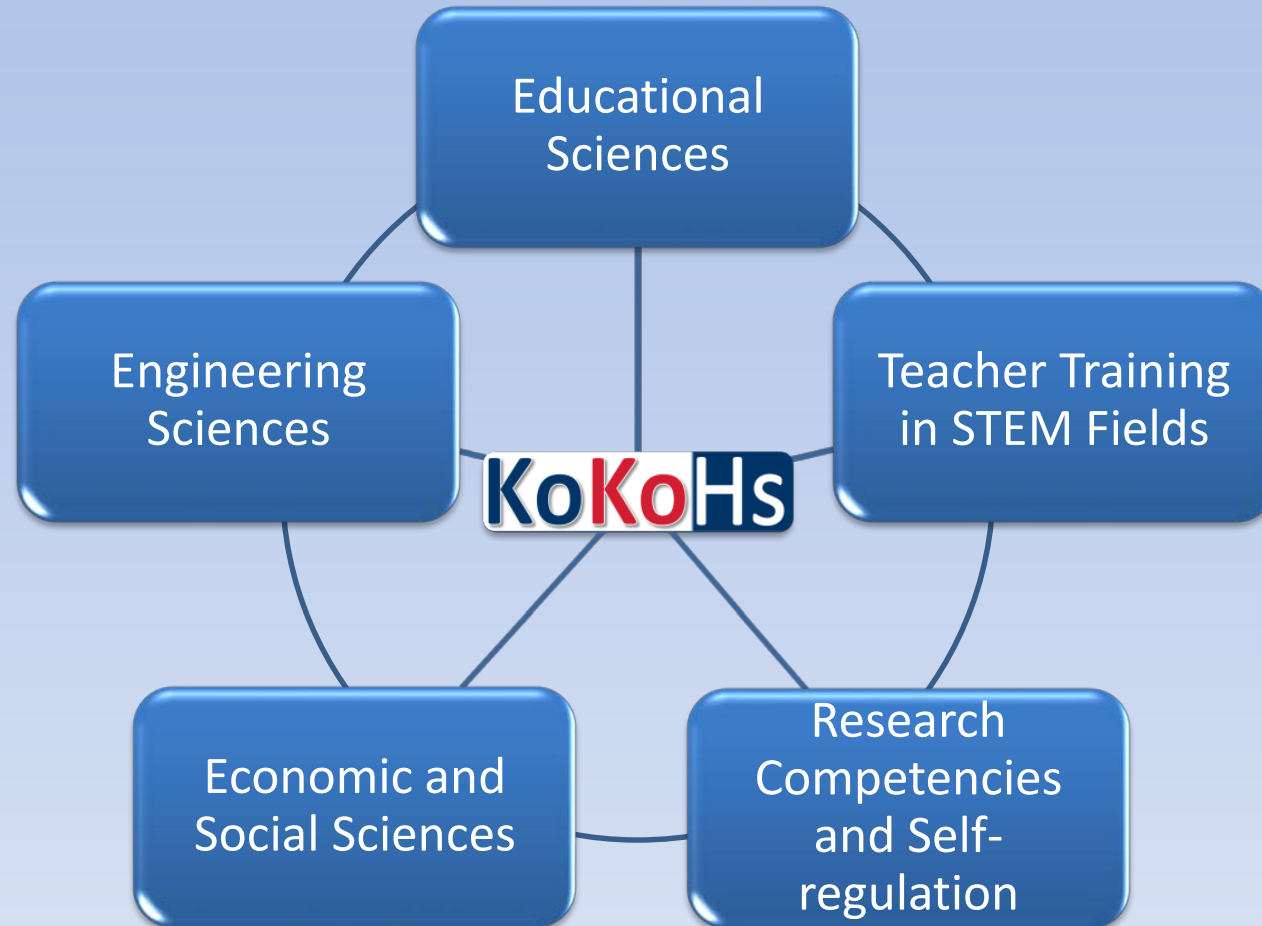 Educational
Sciences
Engineering
Sciences
Teacher Training
in STEM Fields
KoKoHs
Economic and
Social Sciences
Research
Competencies
and Self-
regulation